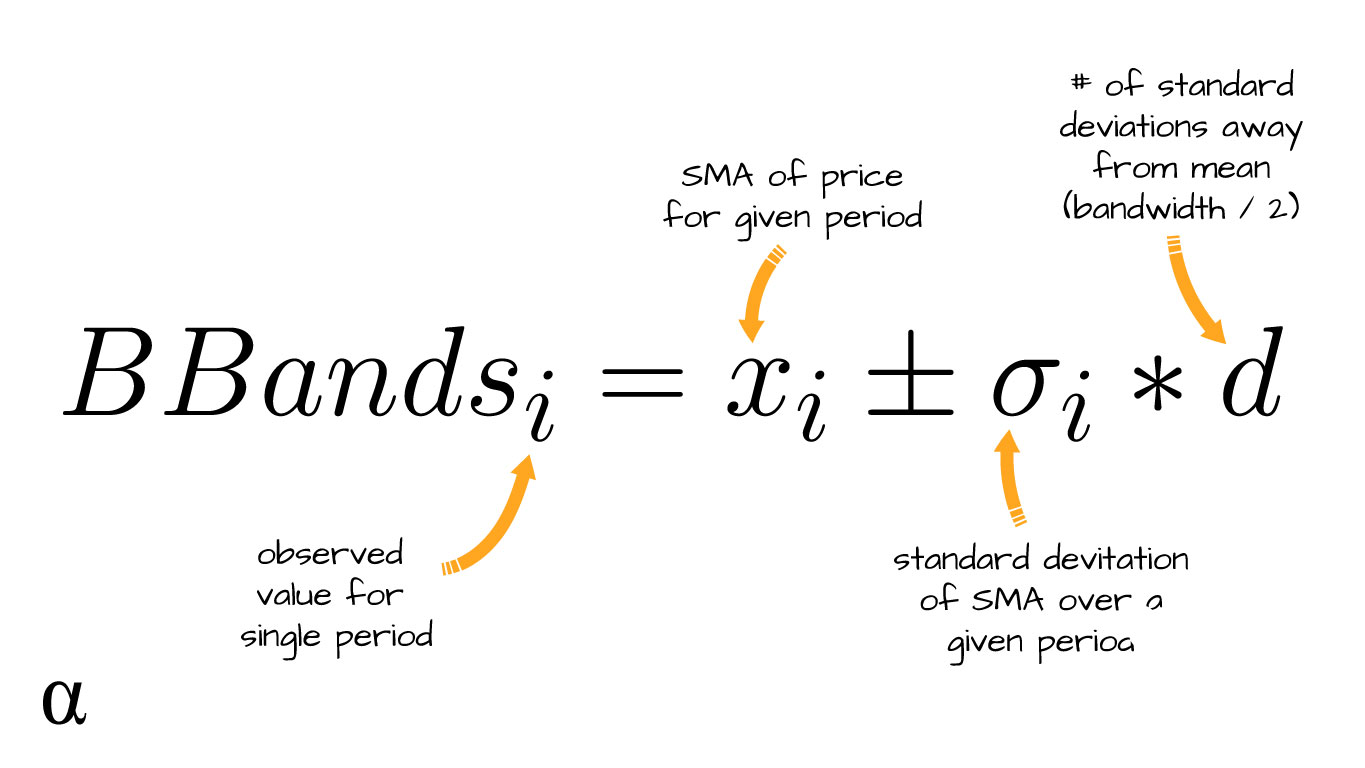 # of standard
deviations away
from mean
(bandwidth / 2)
SMA of price
for given period
BBands_i = x_i ± σ_i * d
observed
value for
single period
standard devitation
of SMA over a
given period
α